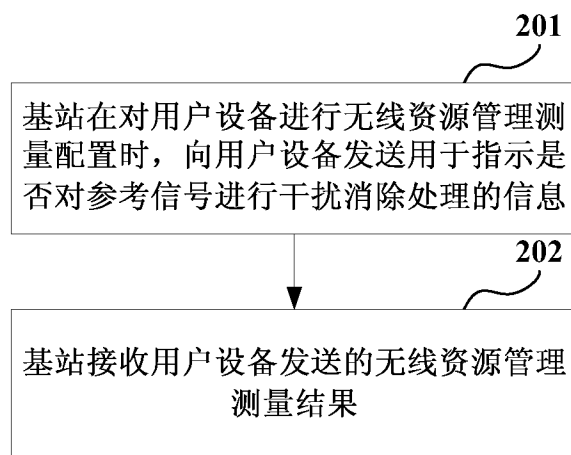 201
基站在对用户设备进行无线资源管理测
量配置时，向用户设备发送用于指示是
否对参考信号进行干扰消除处理的信息
202
基站接收用户设备发送的无线资源管理
测量结果